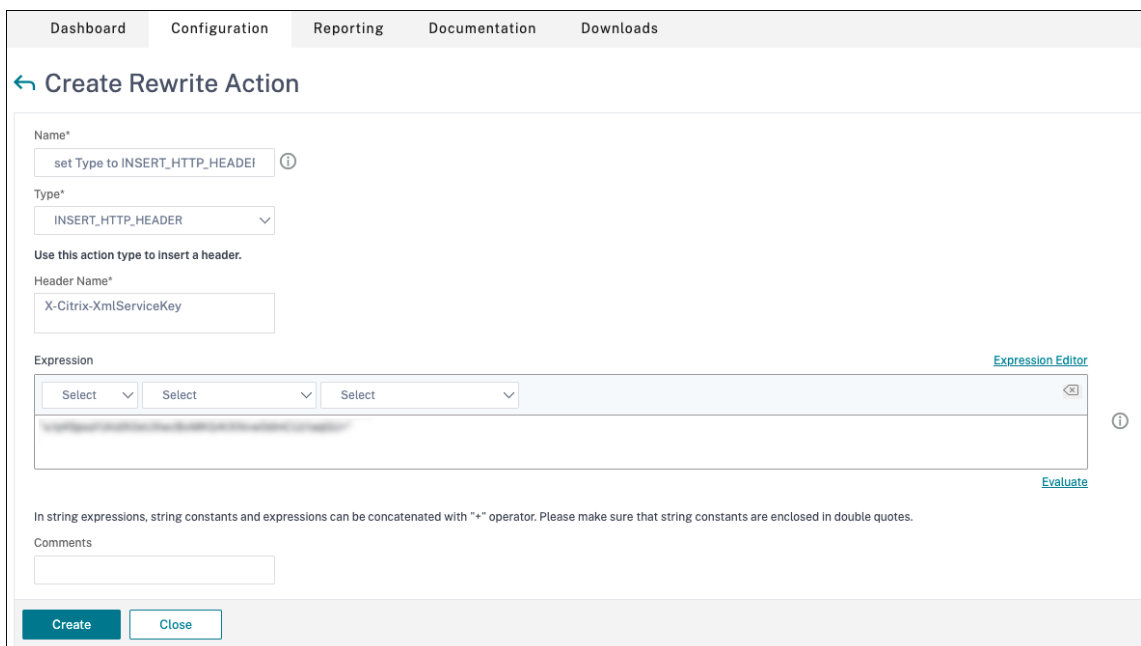 Dashboard Configuration Reporting Documentation Downloads
Create Rewrite Action
Name*
set Type to INSERT_HTTP_HEADER
Type*
INSERT_HTTP_HEADER
Use this action type to insert a header.
Header Name*
X-Citrix-XmlServiceKey
Expression Expression Editor
Select Select Select
Evaluate
In string expressions, string constants and expressions can be concatenated with "+" operator. Please make sure that string constants are enclosed in double quotes.
Comments
Create Close